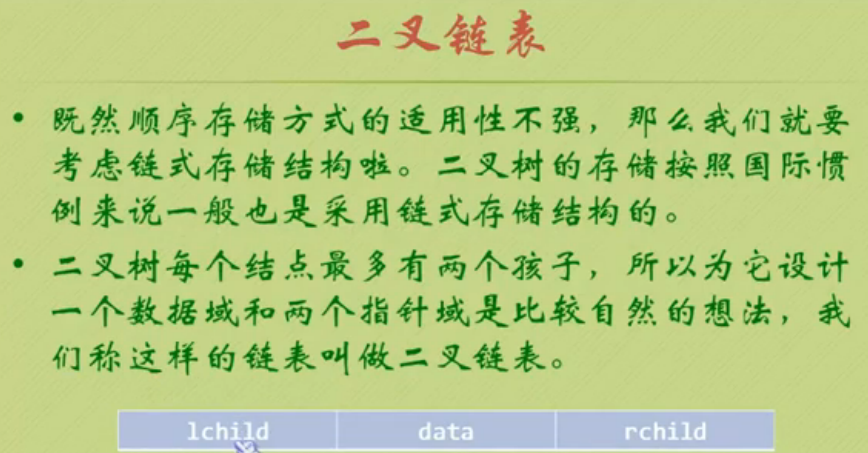 二叉链表
• 既然顺序存储方式的适用性不强，那么我们就要
考虑链式存储结构啦。二叉树的存储按照国际惯
例来说一般也是采用链式存储结构的。
• 二叉树每个结点最多有两个孩子，所以为它设计
一个数据域和两个指针域是比较自然的想法，我
们称这样的链表叫做二叉链表。
lchild data rchild